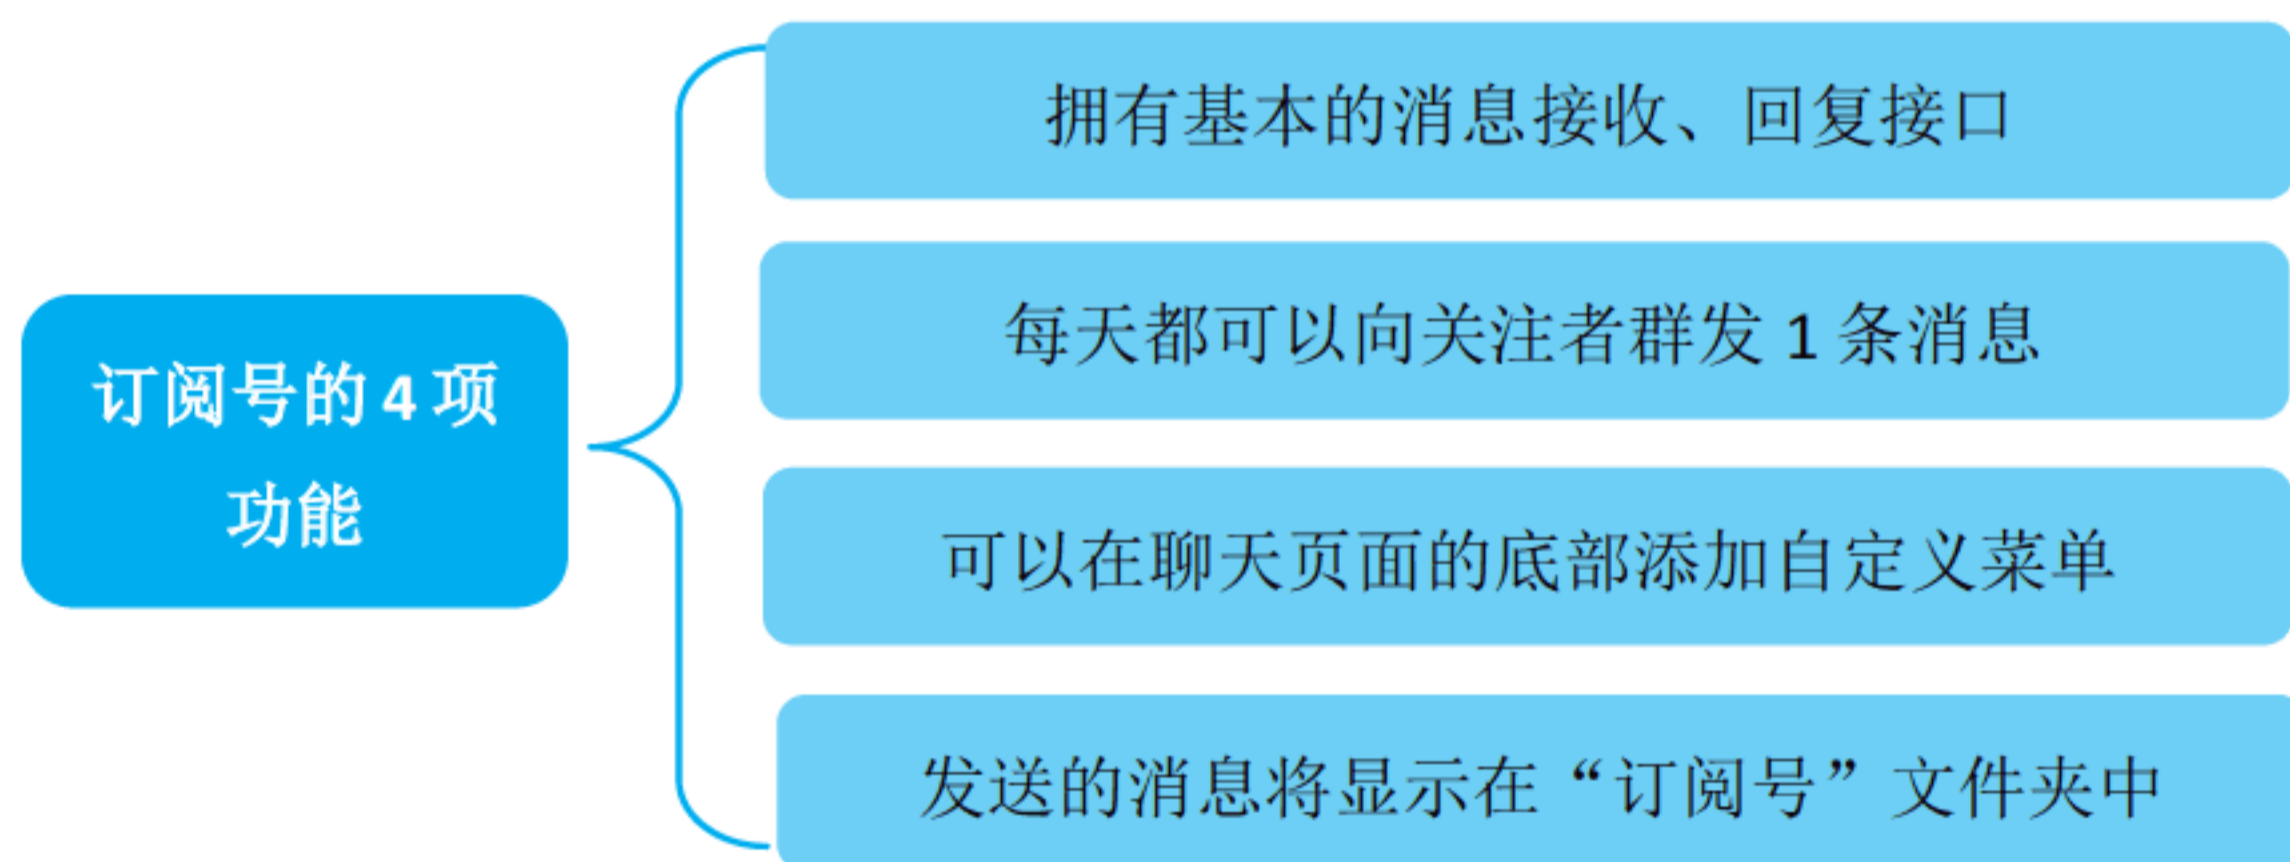 订阅号的 4 项
功能
拥有基本的消息接收、回复接口
每天都可以向关注者群发 1 条消息
可以在聊天页面的底部添加自定义菜单
发送的消息将显示在“订阅号”文件夹中